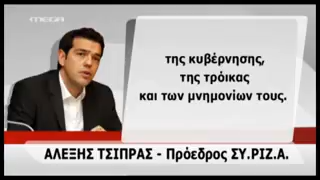 MEGA
της κυβέρνησης,
της τρόικας
και των μνημονίων τους.
ΑΛΕΞΗΣ ΤΣΙΠΡΑΣ - Πρόεδρος ΣΥ.ΡΙΖ.Α.